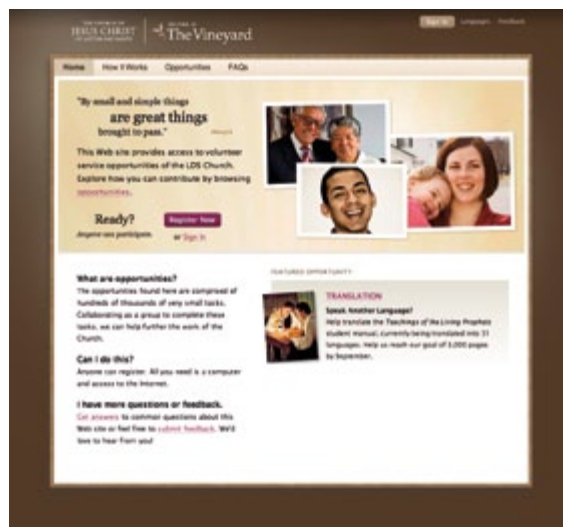 THE CHURCH OF
JESUS CHRIST
OF LATTER-DAY SAINTS
The Vineyard
Sign In Languages Feedback
Home How It Works Opportunities FAQs
"By small and simple things
are great things
brought to pass."
This Web site provides access to volunteer
service opportunities of the LDS Church.
Explore how you can contribute by browsing
opportunities.
Ready?
Register Now
Anyone can participate.
or Sign In
What are opportunities?
The opportunities found here are comprised of
hundreds of thousands of very small tasks.
Collaborating as a group to complete these
tasks, we can help further the work of the
Church.
Can I do this?
Anyone can register. All you need is a computer
and access to the Internet.
I have more questions or feedback.
Get answers to common questions about this
Web site or feel free to submit feedback. We'd
love to hear from you!
FEATURED OPPORTUNITY
TRANSLATION
Speak Another Language?
Help translate the Teachings of the Living Prophets
student manual, currently being translated into 31
languages. Help us reach our goal of 3,000 pages
by September.